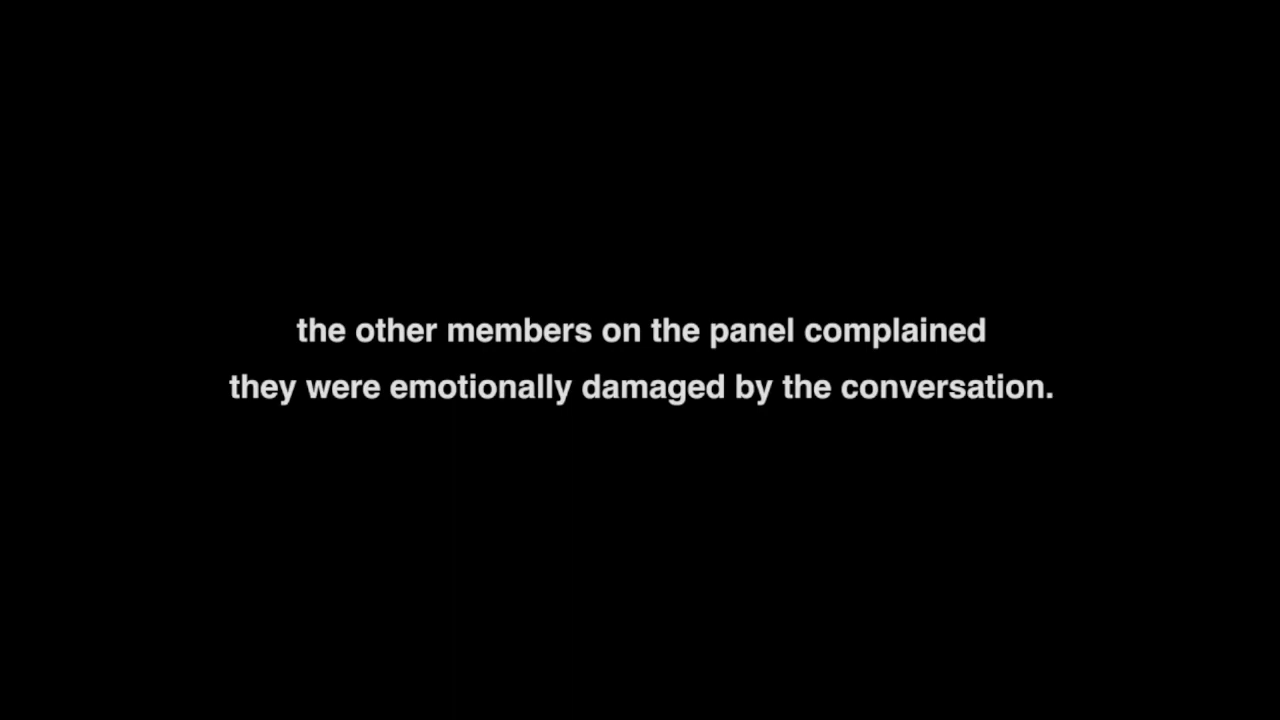 the other members on the panel complained
they were emotionally damaged by the conversation.